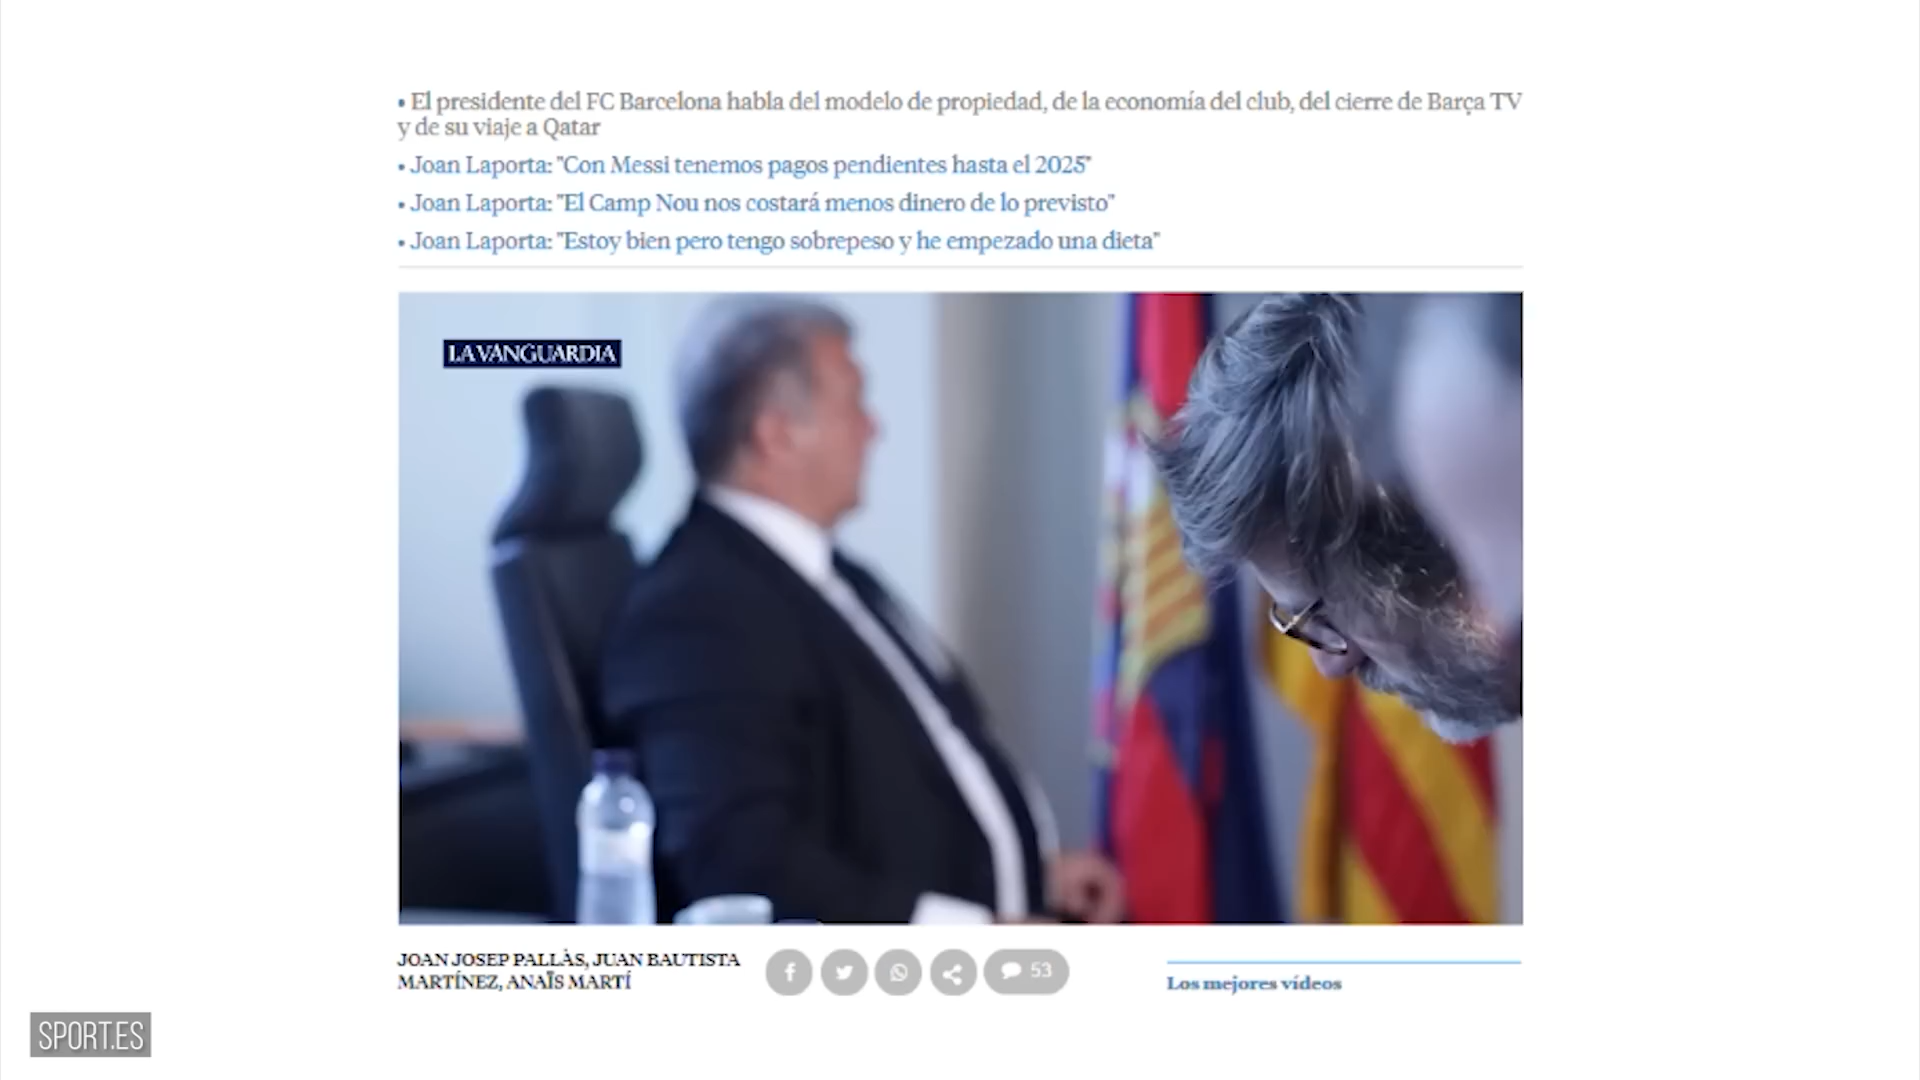 • El presidente del FC Barcelona habla del modelo de propiedad, de la economía del club, del cierre de Barça TV
y de su viaje a Qatar
• Joan Laporta: "Con Messi tenemos pagos pendientes hasta el 2025"
• Joan Laporta: "El Camp Nou nos costará menos dinero de lo previsto"
• Joan Laporta: "Estoy bien pero tengo sobrepeso y he empezado una dieta"
LA VANGUARDIA
JOAN JOSEP PALLÀS, JUAN BAUTISTA
MARTÍNEZ, ANAÏS MARTÍ
53
Los mejores vídeos
SPORT.ES